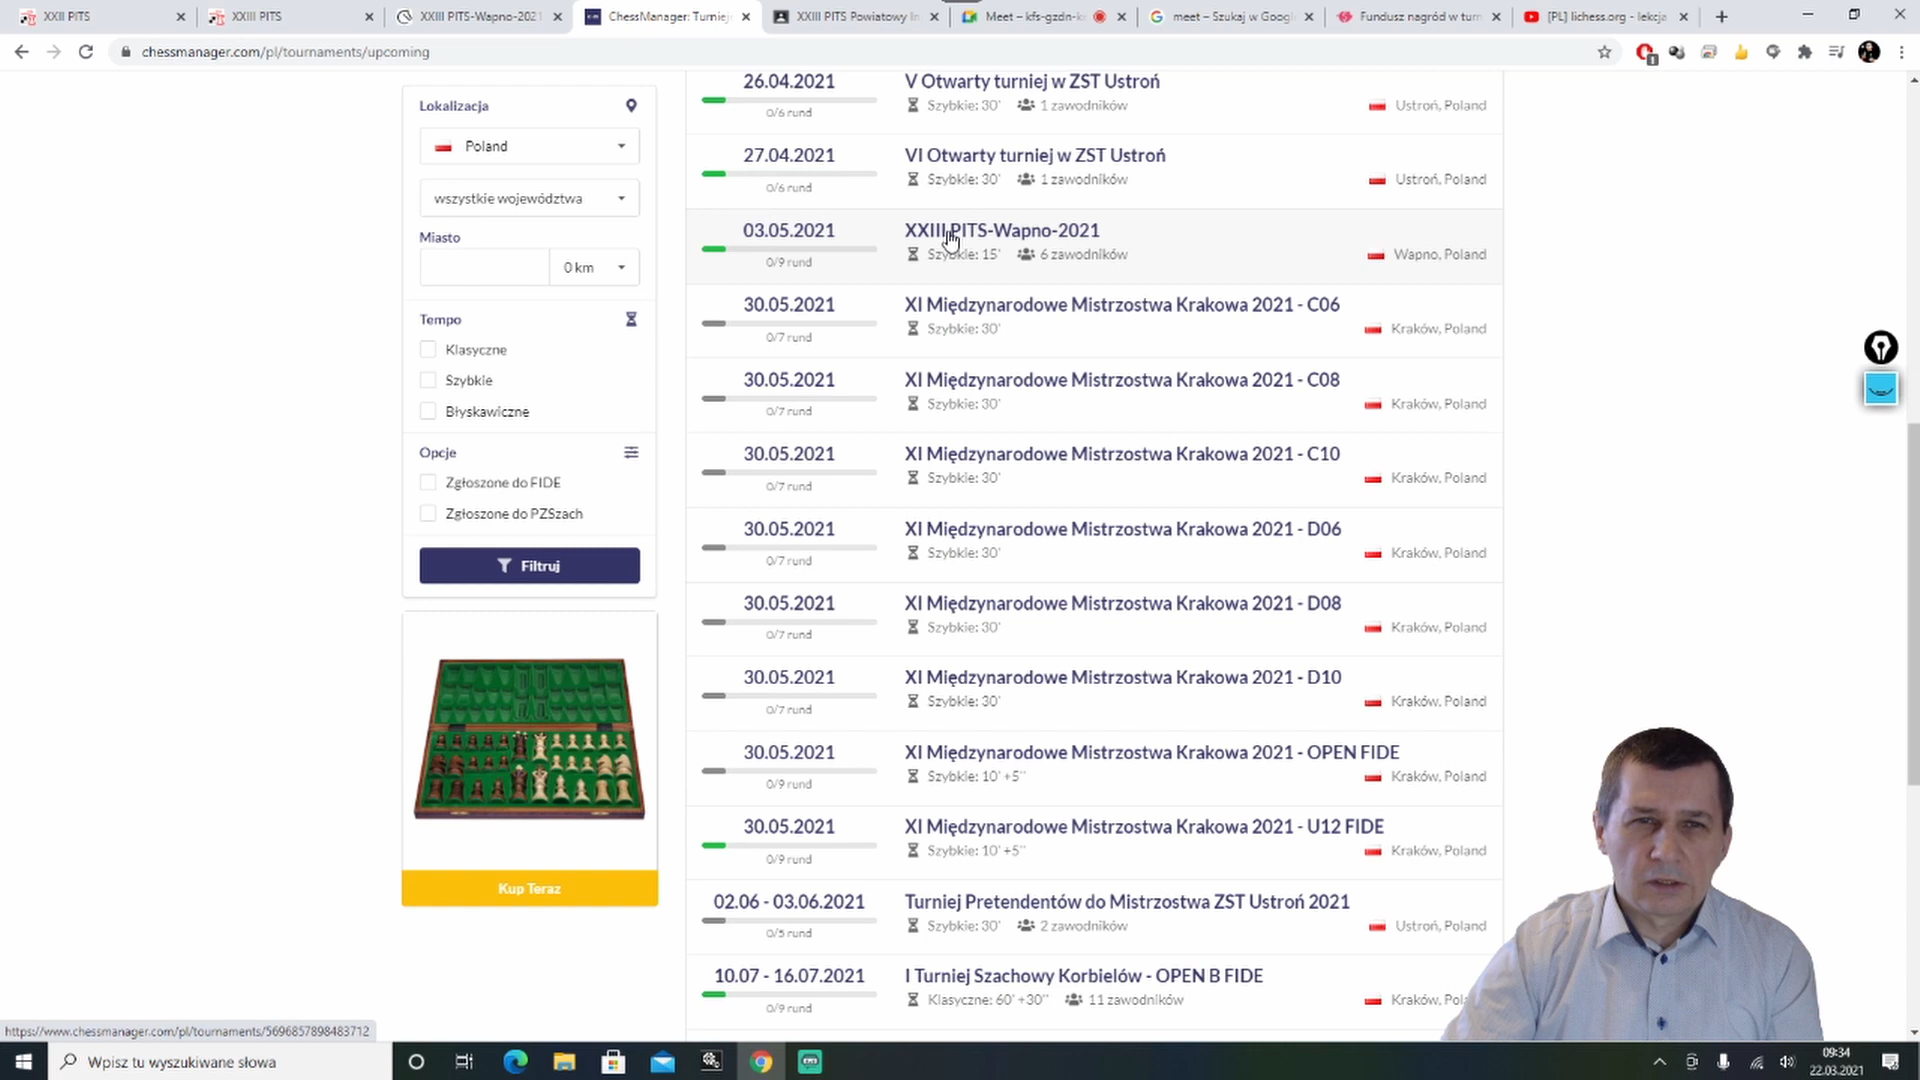 XXII PITS
XXIII PITS
XXIII PITS-Wapno-2021
ChessManager: Turnieje
XXIII PITS Powiatowy
Meet – kfs-gzdn-k
meet – Szukaj w Googl
Fundusz nagród w turn
[PL] lichess.org - lekcja
chessmanager.com/pl/tournaments/upcoming
Lokalizacja
Poland
wszystkie województwa
Miasto
0 km
Tempo
Klasyczne
Szybkie
Błyskawiczne
Opcje
Zgłoszone do FIDE
Zgłoszone do PZSzach
Filtruj
Kup Teraz
26.04.2021
V Otwarty turniej w ZST Ustroń
0/6 rund
Szybkie: 30'
1 zawodników
Ustroń, Poland
27.04.2021
VI Otwarty turniej w ZST Ustroń
0/6 rund
Szybkie: 30'
1 zawodników
Ustroń, Poland
03.05.2021
XXIII PITS-Wapno-2021
0/9 rund
Szybkie: 15'
6 zawodników
Wapno, Poland
30.05.2021
XI Międzynarodowe Mistrzostwa Krakowa 2021 - C06
0/7 rund
Szybkie: 30'
Kraków, Poland
30.05.2021
XI Międzynarodowe Mistrzostwa Krakowa 2021 - C08
0/7 rund
Szybkie: 30'
Kraków, Poland
30.05.2021
XI Międzynarodowe Mistrzostwa Krakowa 2021 - C10
0/7 rund
Szybkie: 30'
Kraków, Poland
30.05.2021
XI Międzynarodowe Mistrzostwa Krakowa 2021 - D06
0/7 rund
Szybkie: 30'
Kraków, Poland
30.05.2021
XI Międzynarodowe Mistrzostwa Krakowa 2021 - D08
0/7 rund
Szybkie: 30'
Kraków, Poland
30.05.2021
XI Międzynarodowe Mistrzostwa Krakowa 2021 - D10
0/7 rund
Szybkie: 30'
Kraków, Poland
30.05.2021
XI Międzynarodowe Mistrzostwa Krakowa 2021 - OPEN FIDE
0/9 rund
Szybkie: 10' +5''
Kraków, Poland
30.05.2021
XI Międzynarodowe Mistrzostwa Krakowa 2021 - U12 FIDE
0/9 rund
Szybkie: 10' +5''
Kraków, Poland
02.06 - 03.06.2021
Turniej Pretendentów do Mistrzostwa ZST Ustroń 2021
0/5 rund
Szybkie: 30'
2 zawodników
Ustroń, Poland
10.07 - 16.07.2021
I Turniej Szachowy Korbielów - OPEN B FIDE
0/9 rund
Klasyczne: 60' +30''
11 zawodników
Kraków, Pol
https://www.chessmanager.com/pl/tournaments/5696857898483712
Wpisz tu wyszukiwane słowa
09:34
22.03.2021